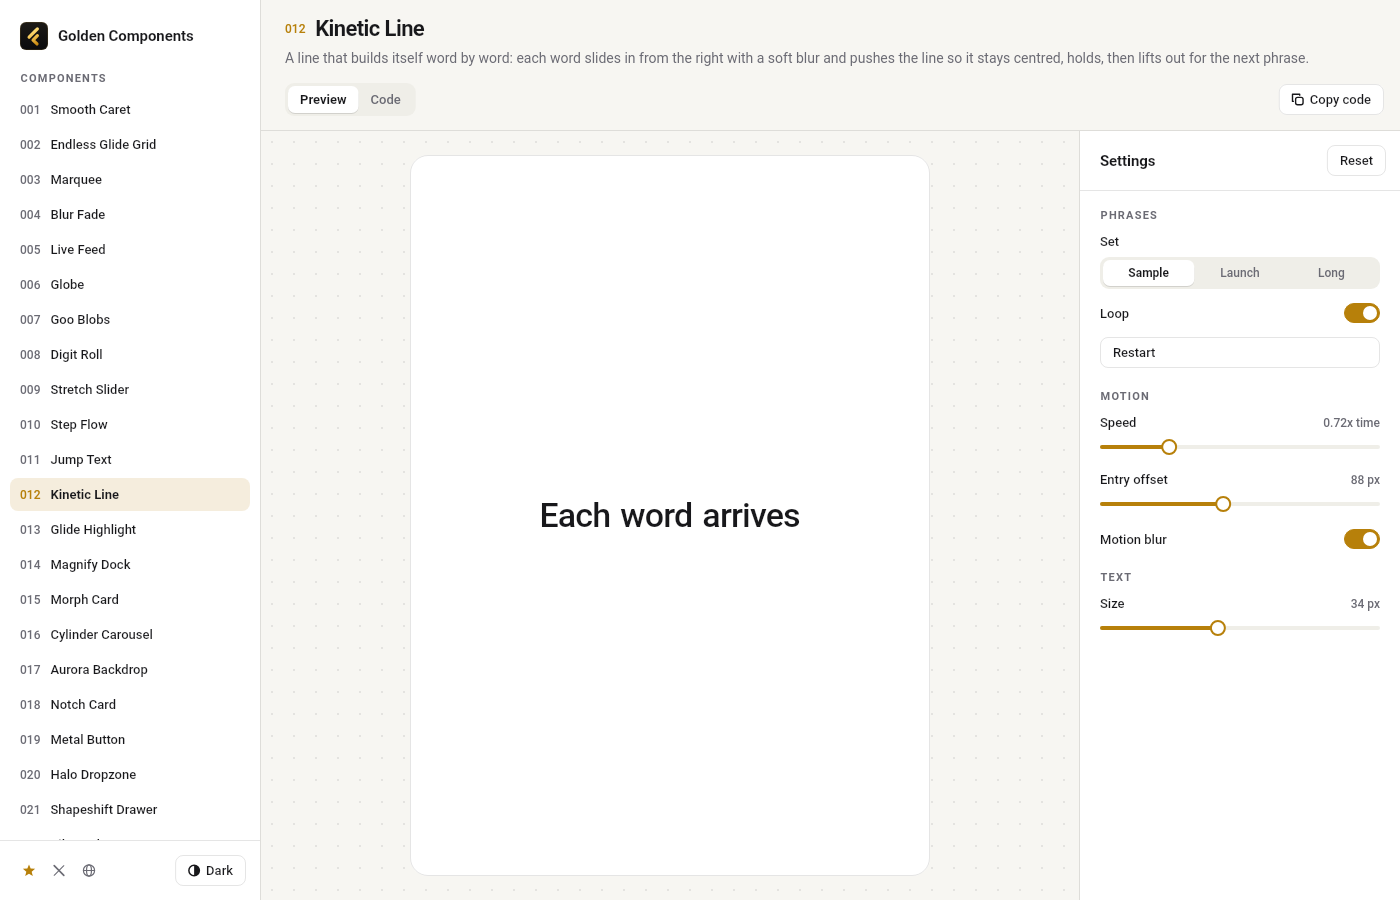 Golden Components
COMPONENTS
001 Smooth Caret
002 Endless Glide Grid
003 Marquee
004 Blur Fade
005 Live Feed
006 Globe
007 Goo Blobs
008 Digit Roll
009 Stretch Slider
010 Step Flow
011 Jump Text
012 Kinetic Line
013 Glide Highlight
014 Magnify Dock
015 Morph Card
016 Cylinder Carousel
017 Aurora Backdrop
018 Notch Card
019 Metal Button
020 Halo Dropzone
021 Shapeshift Drawer
Dark
012 Kinetic Line
A line that builds itself word by word: each word slides in from the right with a soft blur and pushes the line so it stays centred, holds, then lifts out for the next phrase.
Preview Code
Copy code
Each word arrives
Settings
Reset
PHRASES
Set
Sample Launch Long
Loop
Restart
MOTION
Speed 0.72x time
Entry offset 88 px
Motion blur
TEXT
Size 34 px